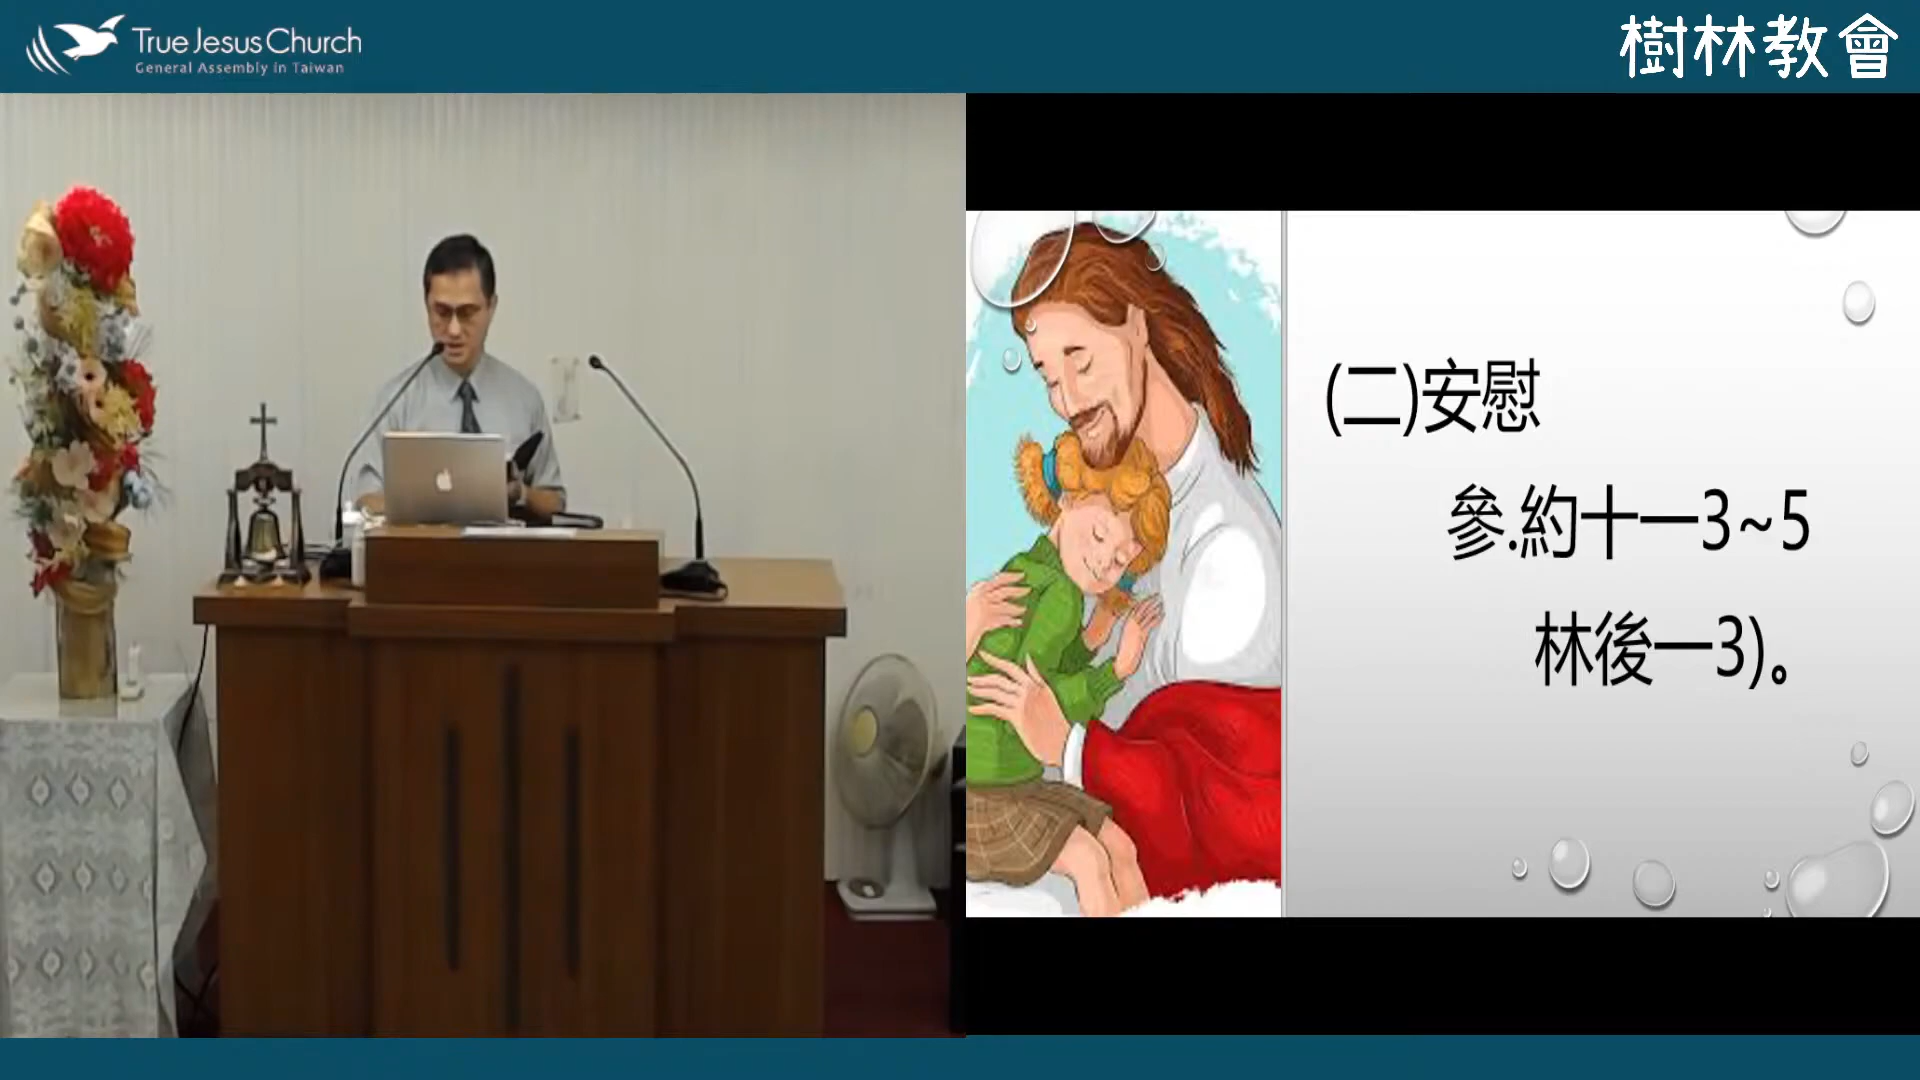 True Jesus Church
General Assembly in Taiwan
樹林教會
(二)安慰
參.約十一3~5
林後一3)。